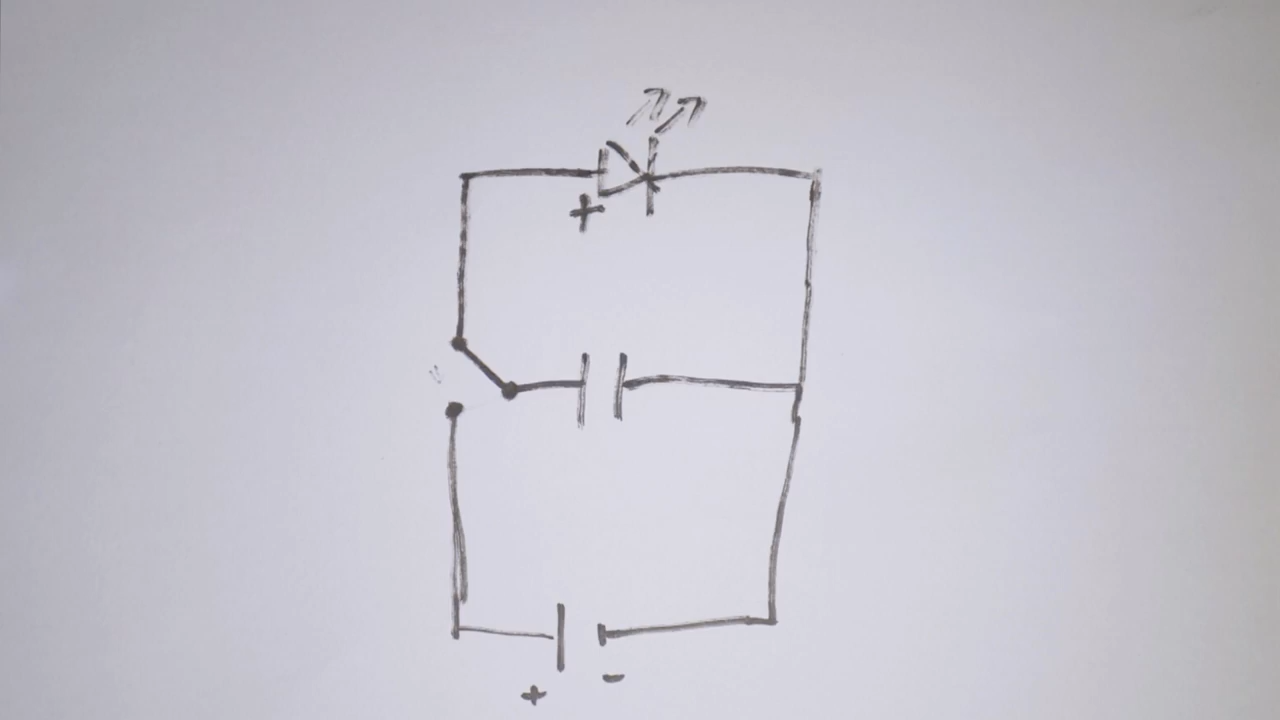 +
+ -